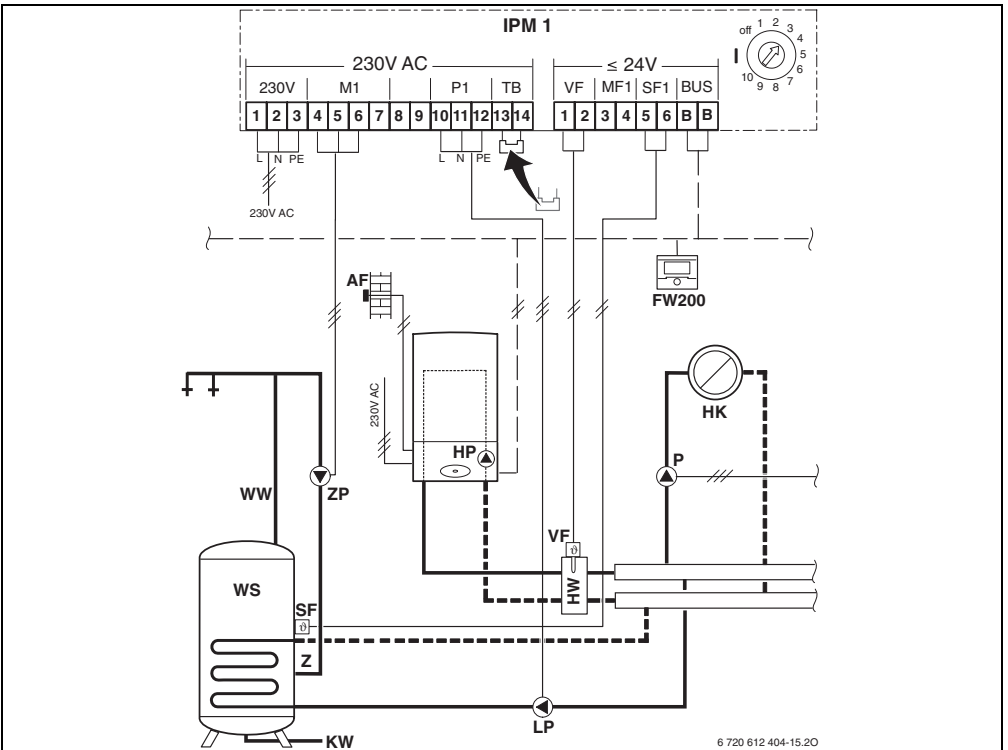 IPM 1
off 1 2 3 4 5 6 7 8 9 10
I
230V AC
≤ 24V
230V M1 P1 TB
VF MF1 SF1 BUS
1 2 3 4 5 6 7 8 9 10 11 12 13 14
1 2 3 4 5 6 B B
L N PE
L N PE
230V AC
AF
FW200
230V AC
HK
HP
P
WW
ZP
VF
ϑ
HW
WS
SF
ϑ
Z
LP
KW
6 720 612 404-15.2O